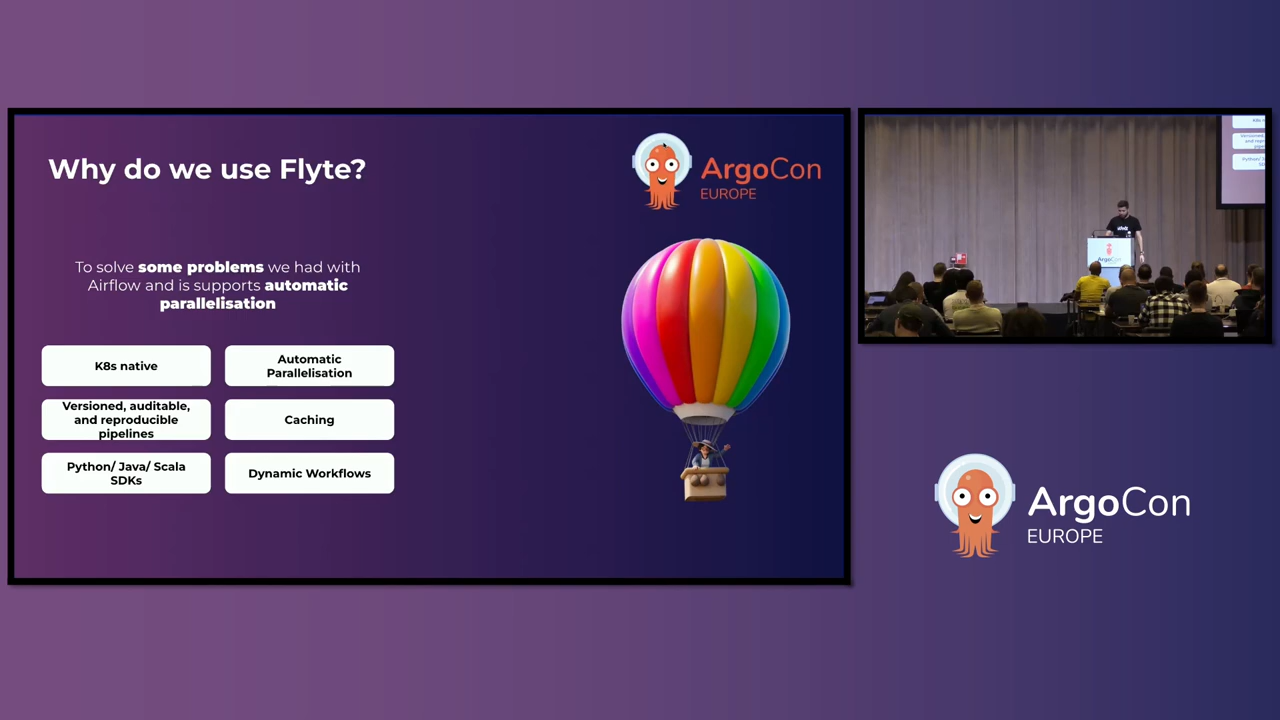 Why do we use Flyte?
ArgoCon
EUROPE
To solve some problems we had with
Airflow and is supports automatic
parallelisation
K8s native
Automatic
Parallelisation
Versioned, auditable,
and reproducible
pipelines
Caching
Python/ Java/ Scala
SDKs
Dynamic Workflows
ArgoCon
ArgoCon
EUROPE